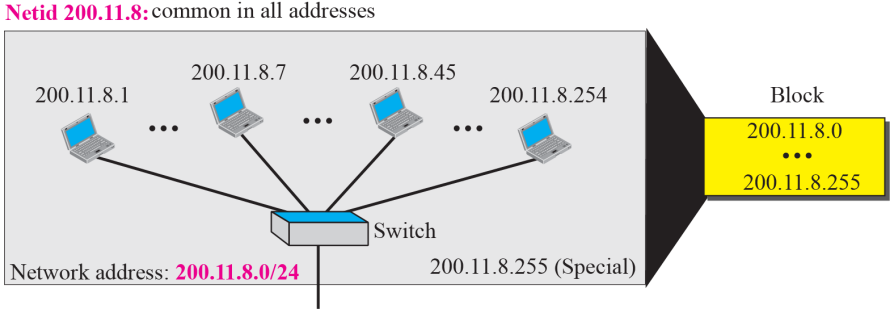 Netid 200.11.8: common in all addresses
200.11.8.1
200.11.8.7
200.11.8.45
200.11.8.254
Switch
Network address: 200.11.8.0/24
200.11.8.255 (Special)
Block
200.11.8.0
•••
200.11.8.255